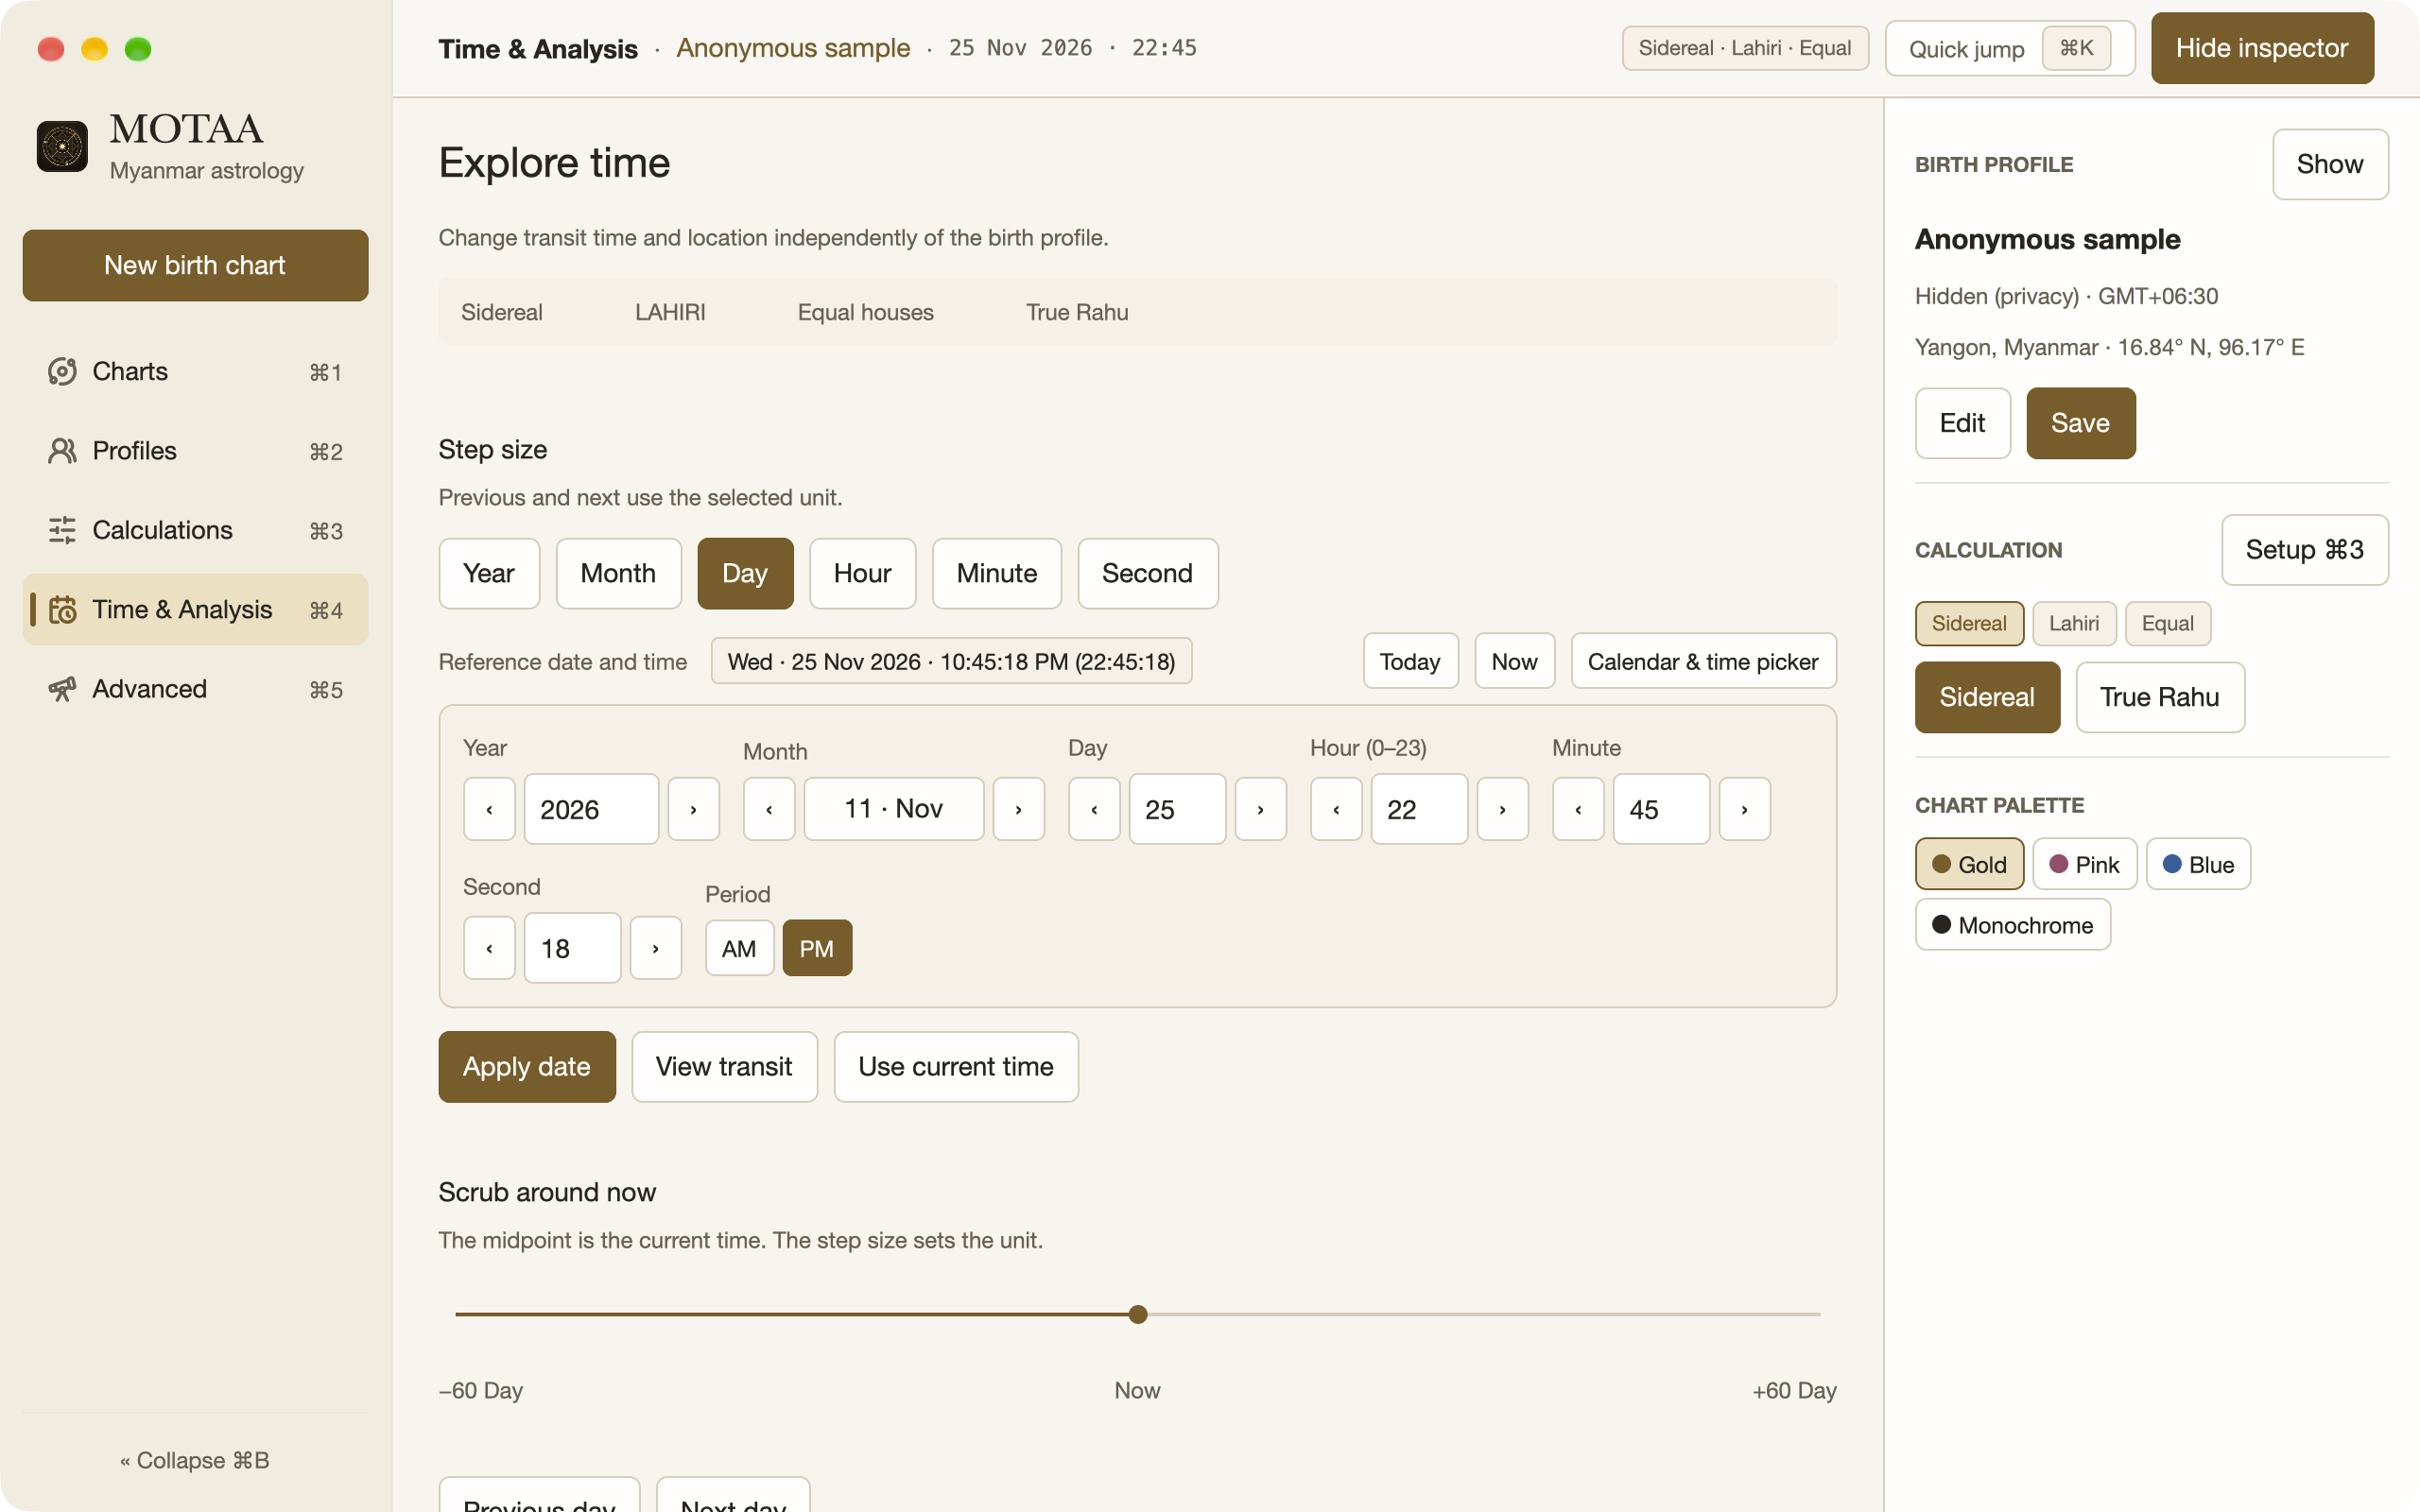 MOTAA
Myanmar astrology
New birth chart
Charts ⌘1
Profiles ⌘2
Calculations ⌘3
Time & Analysis ⌘4
Advanced ⌘5
« Collapse ⌘B
Time & Analysis · Anonymous sample · 25 Nov 2026 · 22:45
Sidereal · Lahiri · Equal
Quick jump ⌘K
Hide inspector
Explore time
Change transit time and location independently of the birth profile.
Sidereal LAHIRI Equal houses True Rahu
Step size
Previous and next use the selected unit.
Year Month Day Hour Minute Second
Reference date and time Wed · 25 Nov 2026 · 10:45:18 PM (22:45:18) Today Now Calendar & time picker
Year Month Day Hour (0–23) Minute
‹ 2026 › ‹ 11 · Nov › ‹ 25 › ‹ 22 › ‹ 45 ›
Second Period
‹ 18 › AM PM
Apply date View transit Use current time
Scrub around now
The midpoint is the current time. The step size sets the unit.
–60 Day Now +60 Day
Previous day Next day
BIRTH PROFILE Show
Anonymous sample
Hidden (privacy) · GMT+06:30
Yangon, Myanmar · 16.84° N, 96.17° E
Edit Save
CALCULATION Setup ⌘3
Sidereal Lahiri Equal
Sidereal True Rahu
CHART PALETTE
Gold Pink Blue
Monochrome